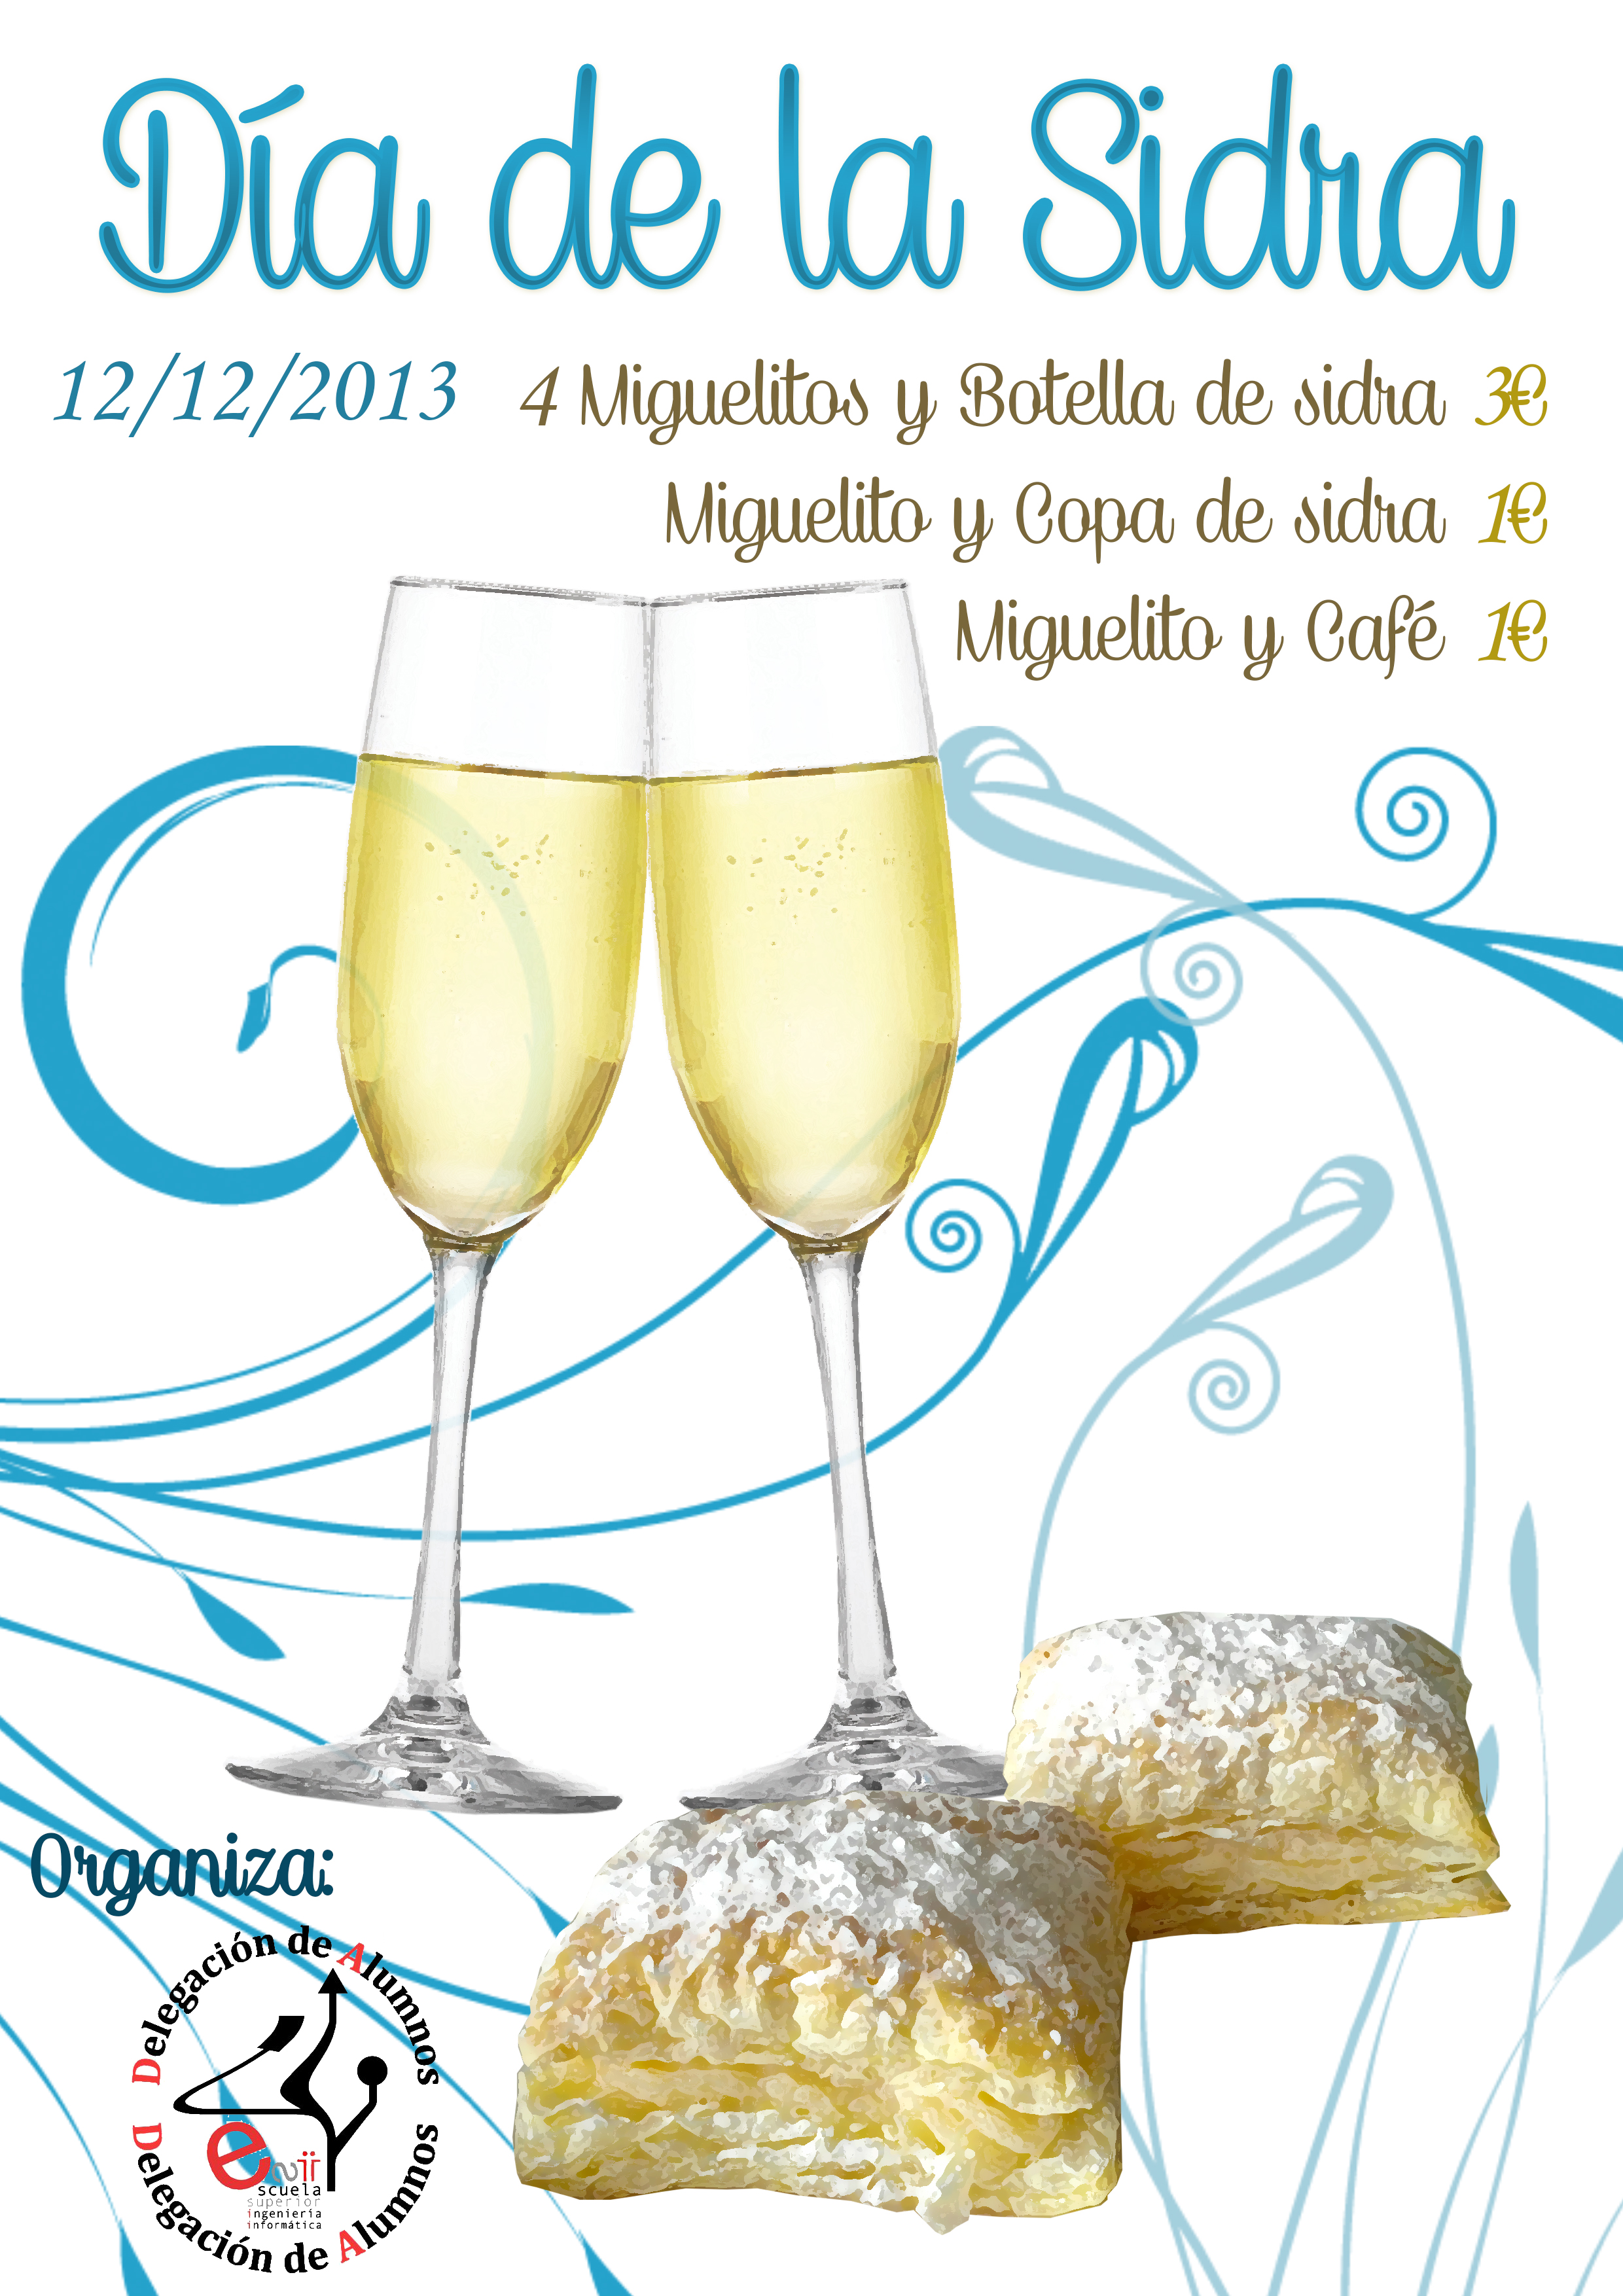 Día de la Sidra
12/12/2013
4 Miguelitos y Botella de sidra 3€
Miguelito y Copa de sidra 1€
Miguelito y Café 1€
Organiza:
Delegación de Alumnos
escuela
superior
ingeniería
informática
Delegación de Alumnos